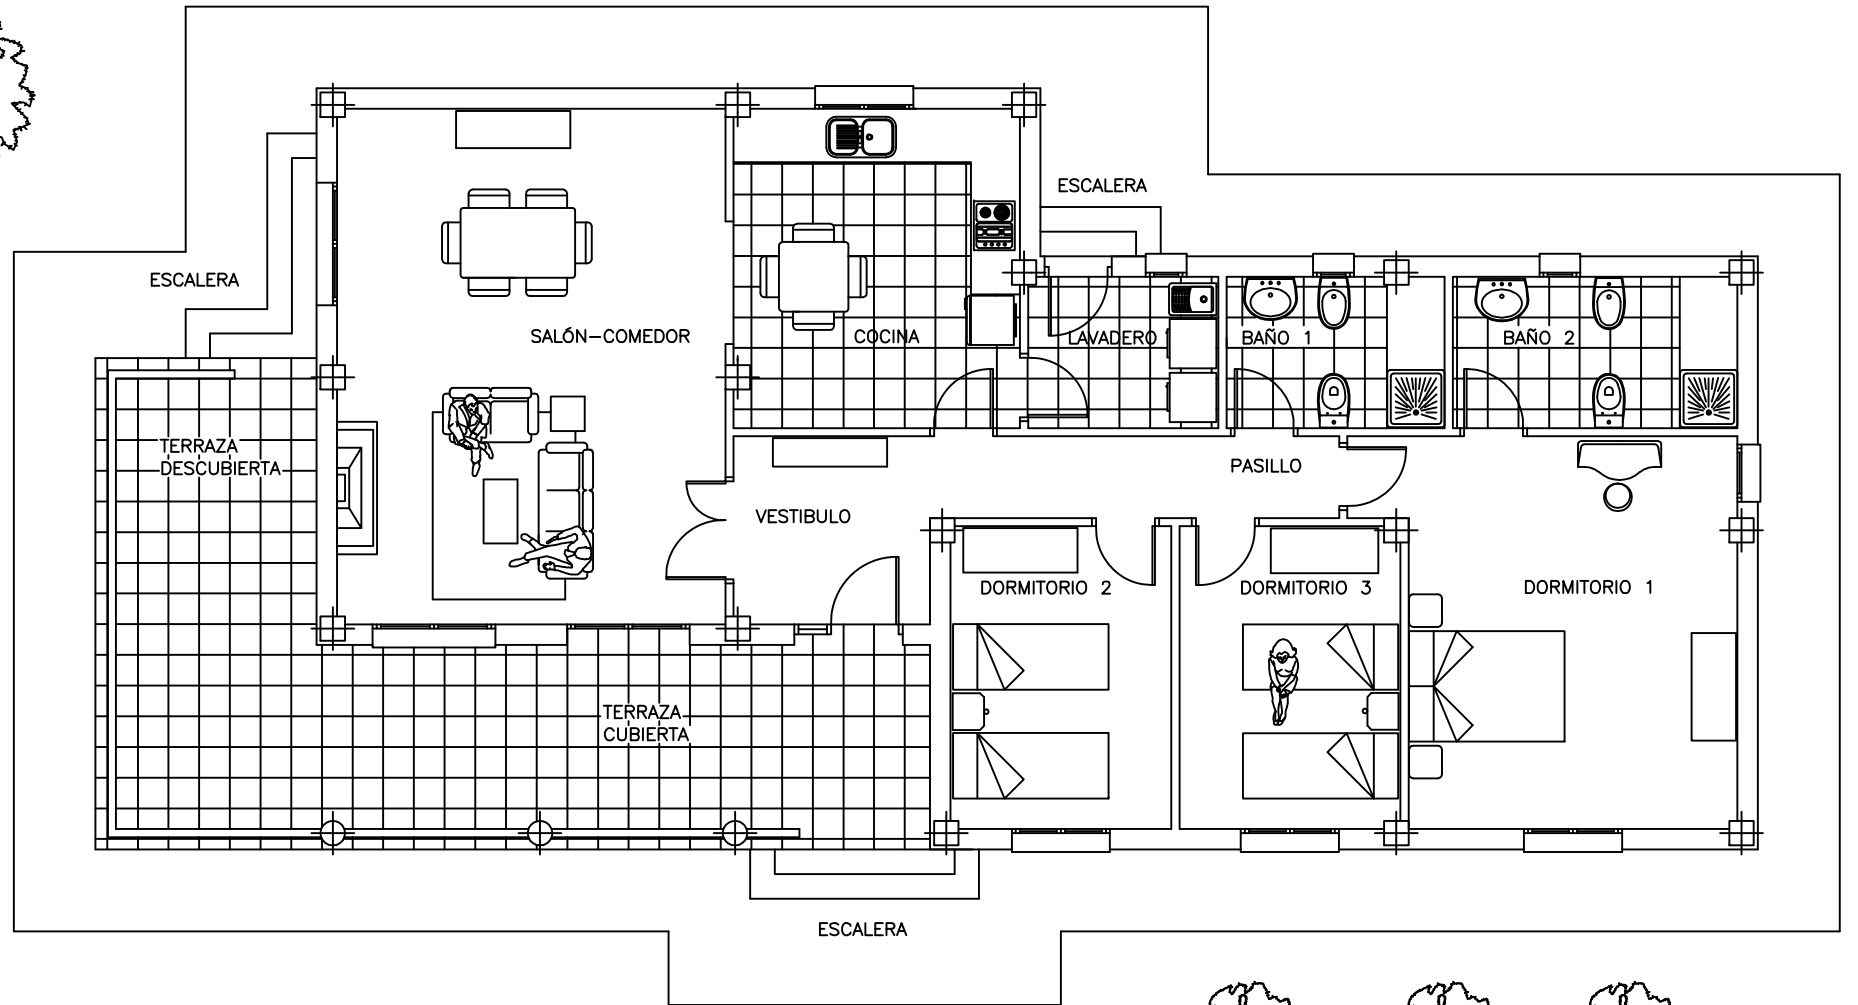 ESCALERA
ESCALERA
SALÓN-COMEDOR
COCINA
LAVADERO
BAÑO 1
BAÑO 2
TERRAZA
DESCUBIERTA
PASILLO
VESTIBULO
DORMITORIO 2
DORMITORIO 3
DORMITORIO 1
TERRAZA
CUBIERTA
ESCALERA